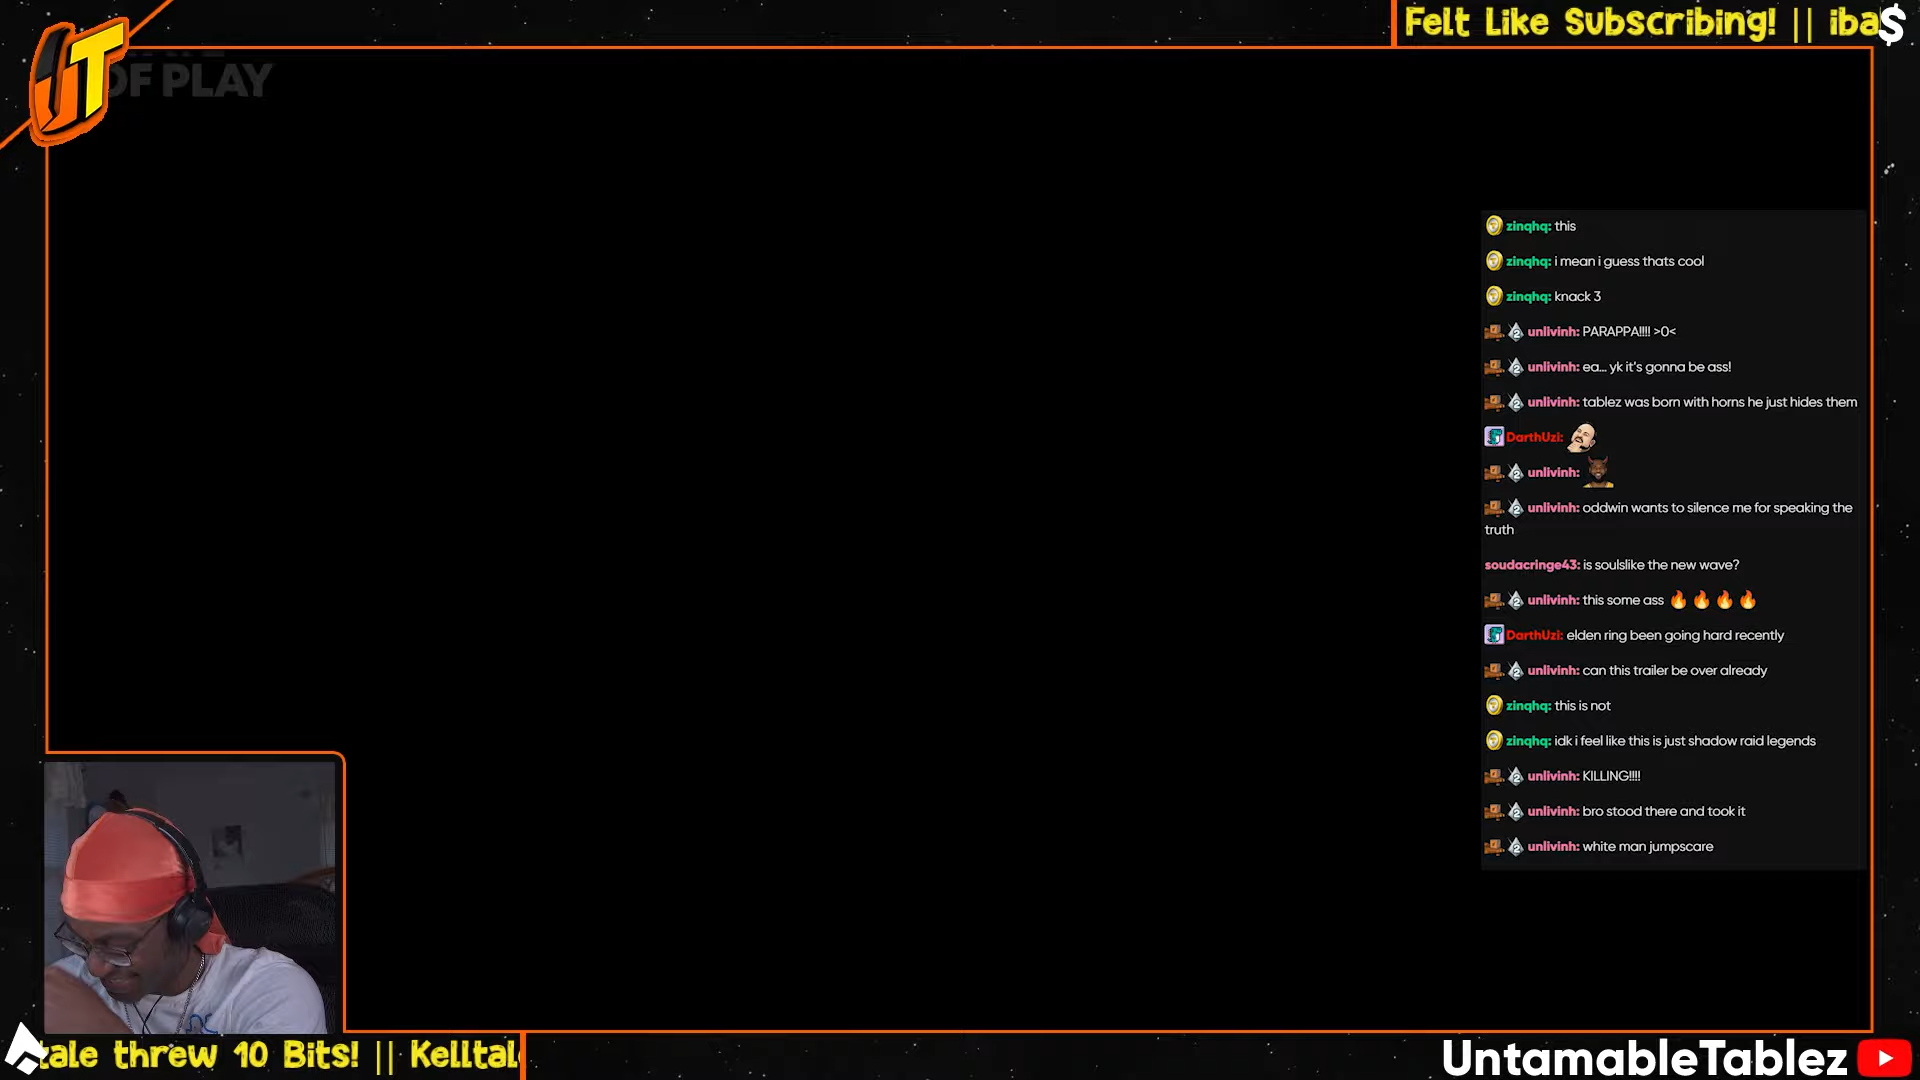 Felt Like Subscribing! || iba$
UT
OF PLAY
zinqhq: this
zinqhq: i mean i guess thats cool
zinqhq: knack 3
unlivinh: PARAPPA!!!! >0<
unlivinh: ea... yk it's gonna be ass!
unlivinh: tablez was born with horns he just hides them
DarthUzi:
unlivinh:
unlivinh: oddwin wants to silence me for speaking the
truth
soudacringe43: is soulslike the new wave?
unlivinh: this some ass 🔥🔥🔥🔥
DarthUzi: elden ring been going hard recently
unlivinh: can this trailer be over already
zinqhq: this is not
zinqhq: idk i feel like this is just shadow raid legends
unlivinh: KILLING!!!!
unlivinh: bro stood there and took it
unlivinh: white man jumpscare
tale threw 10 Bits! || Kelltal
UntamableTablez